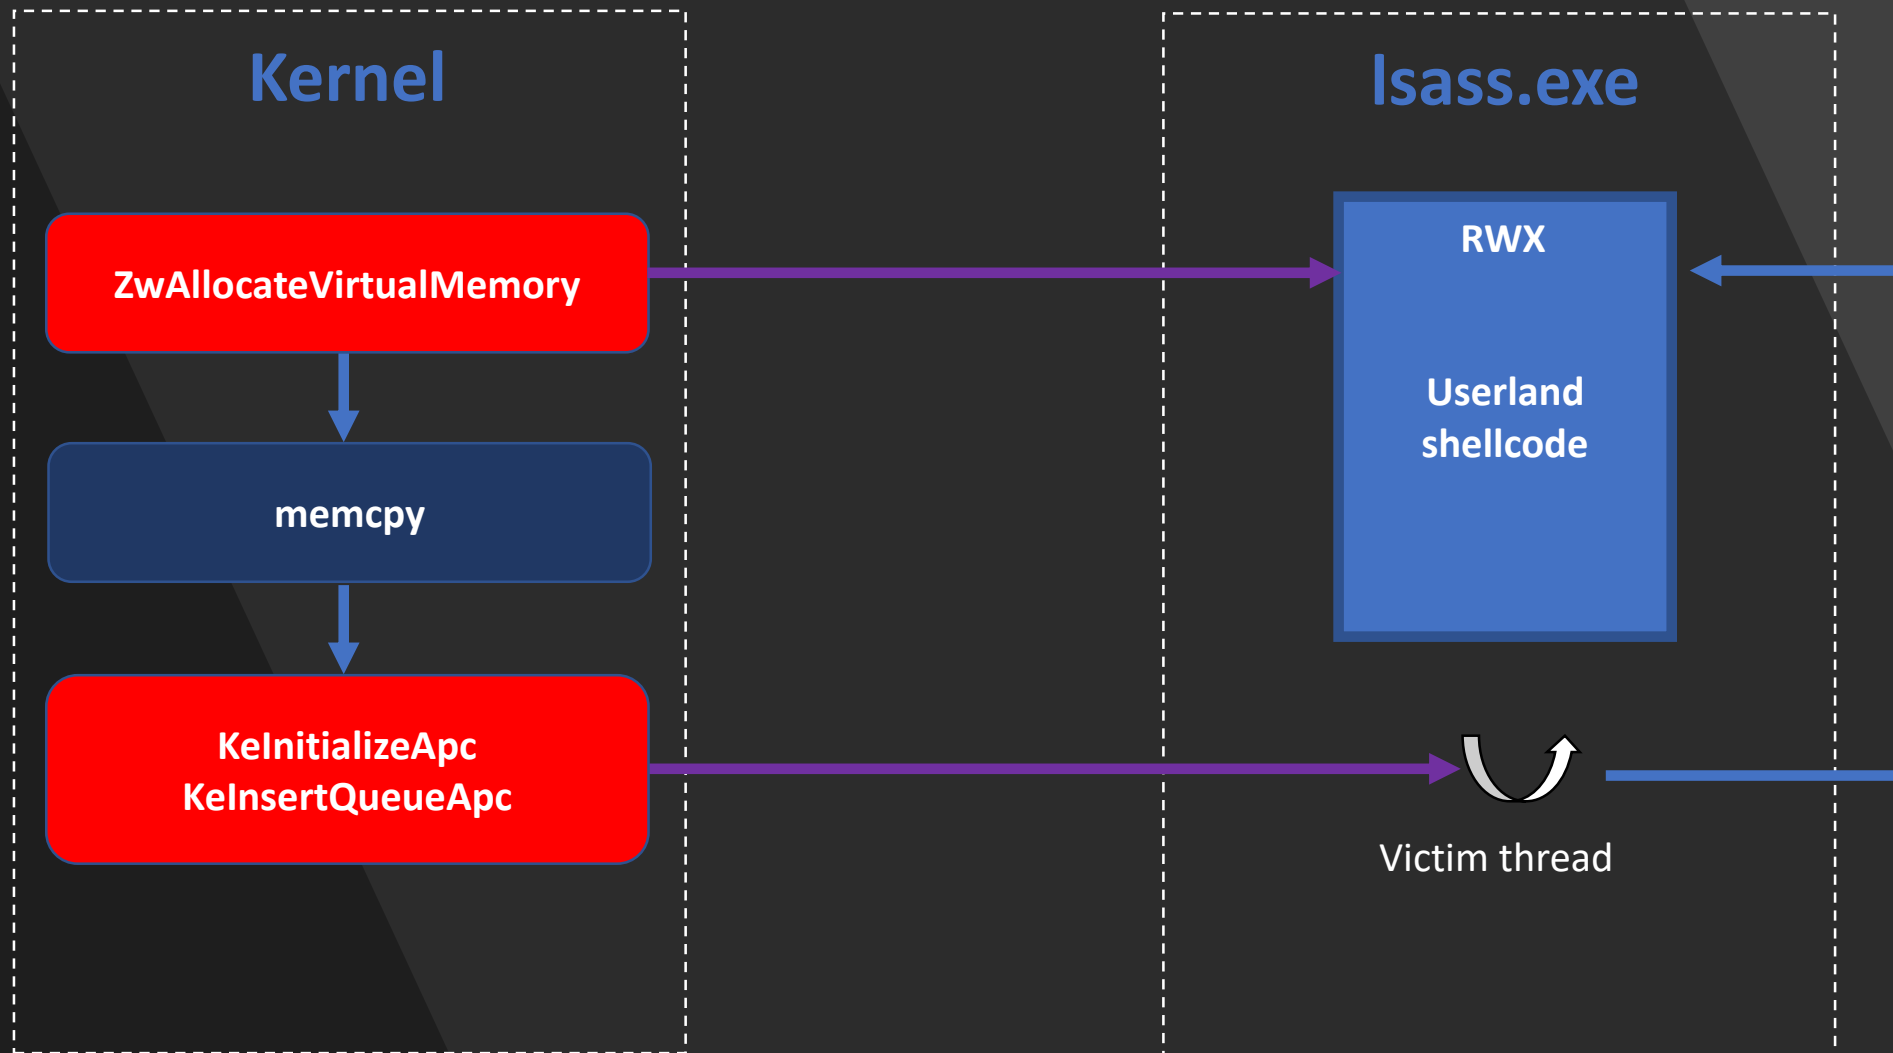 Kernel
ZwAllocateVirtualMemory
memcpy
KeInitializeApc
KeInsertQueueApc
lsass.exe
RWX
Userland
shellcode
Victim thread